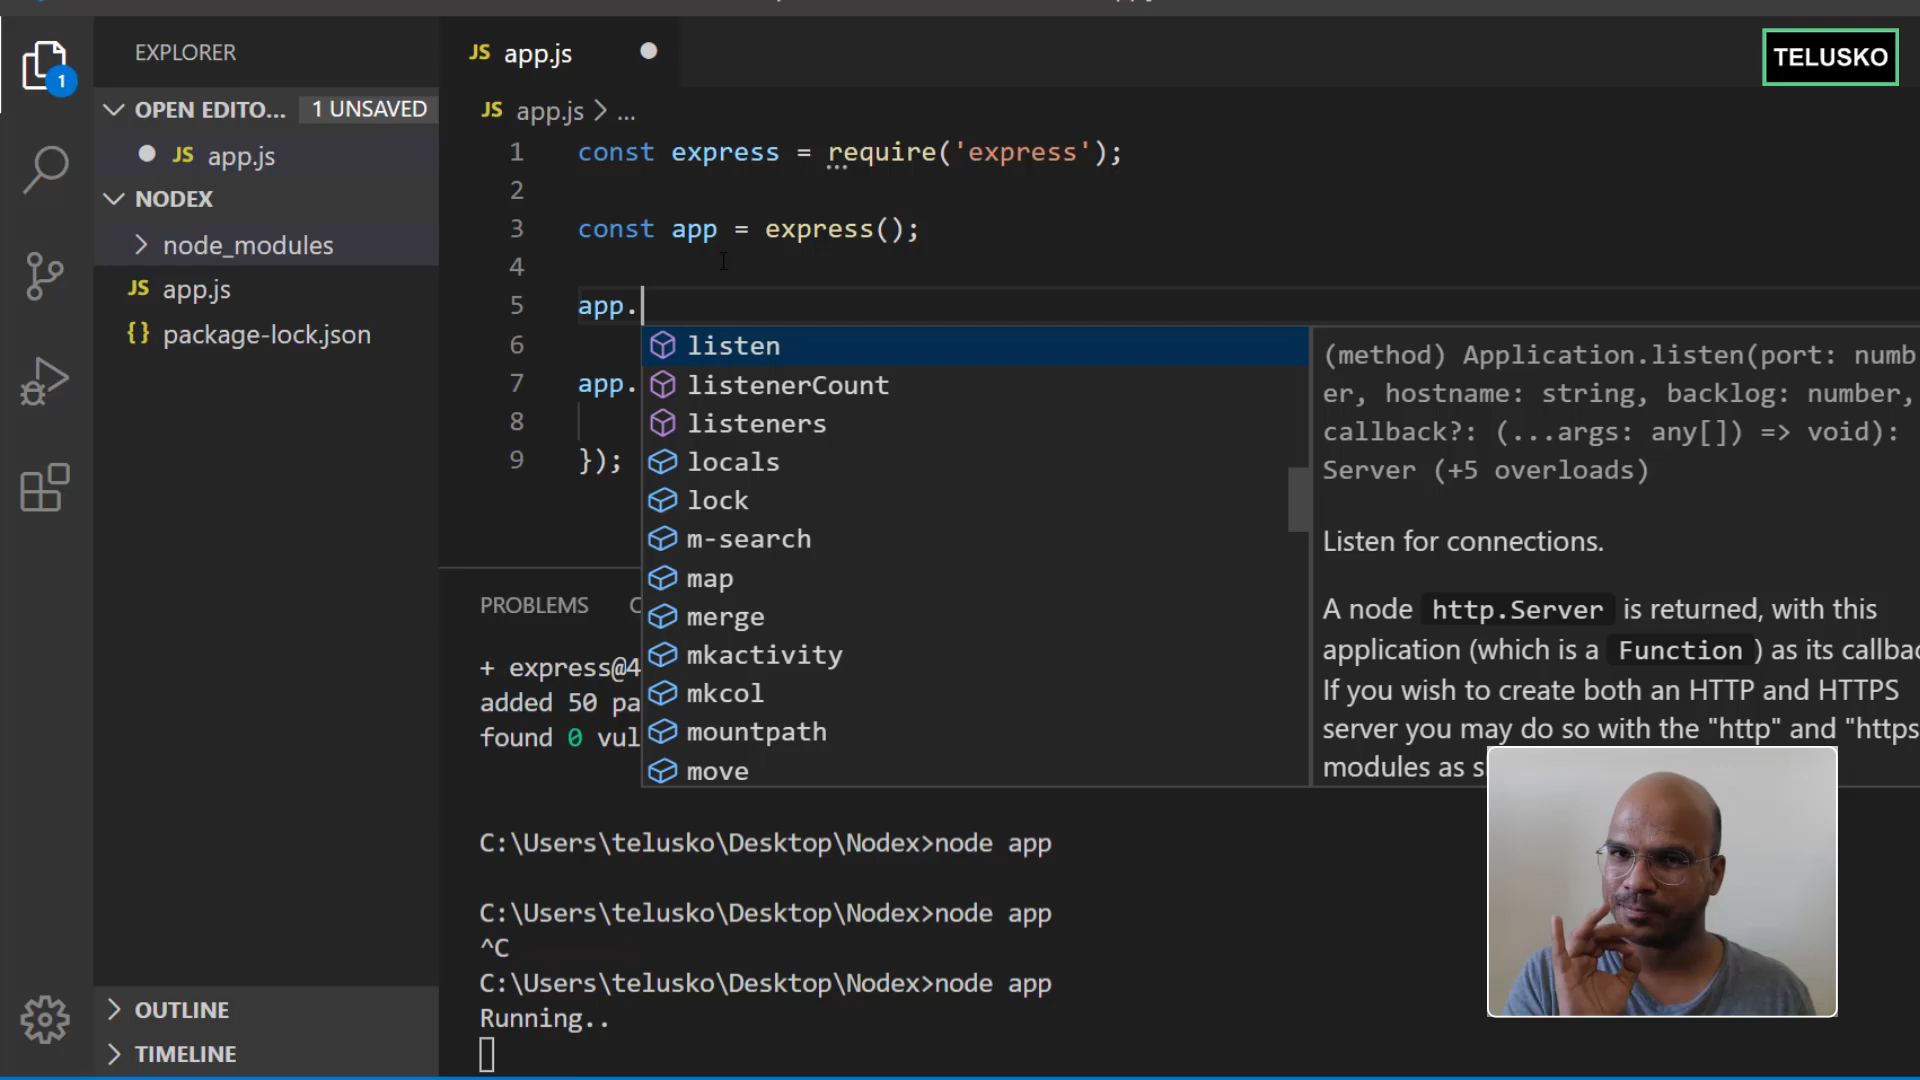 EXPLORER
JS app.js
TELUSKO
1
OPEN EDITO... 1 UNSAVED
JS app.js > ...
JS app.js
1 const express = require('express');
2
NODEX
3 const app = express();
node_modules
4
JS app.js
5 app.
{} package-lock.json
6
7 app.
8
9 });
listen
listenerCount
listeners
locals
lock
m-search
map
merge
mkactivity
mkcol
mountpath
move
(method) Application.listen(port: numb
er, hostname: string, backlog: number,
callback?: (...args: any[]) => void):
Server (+5 overloads)
Listen for connections.
A node http.Server is returned, with this
application (which is a Function ) as its callbac
If you wish to create both an HTTP and HTTPS
server you may do so with the "http" and "https
modules as s
PROBLEMS
+ express@4
added 50 pa
found 0 vul
C:\Users\telusko\Desktop\Nodex>node app
C:\Users\telusko\Desktop\Nodex>node app
^C
C:\Users\telusko\Desktop\Nodex>node app
Running..
OUTLINE
TIMELINE